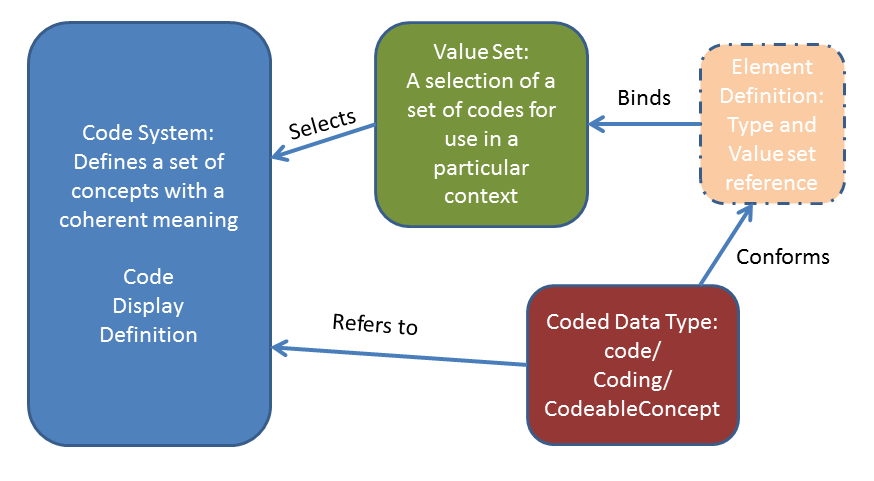 Code System:
Defines a set of
concepts with a
coherent meaning
Code
Display
Definition
Selects
Value Set:
A selection of a
set of codes for
use in a
particular
context
Binds
Element
Definition:
Type and
Value set
reference
Conforms
Refers to
Coded Data Type:
code/
Coding/
CodeableConcept